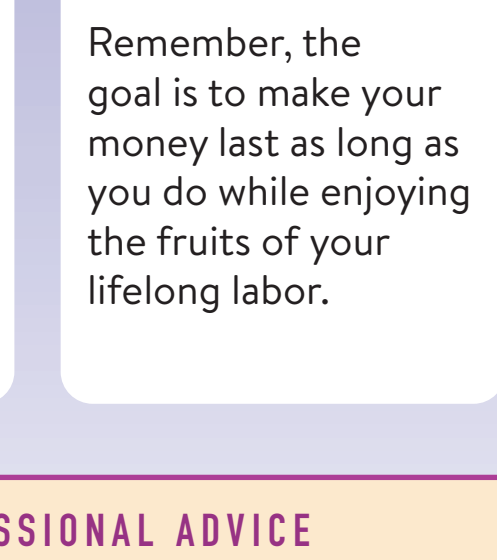 Remember, the
goal is to make your
money last as long as
you do while enjoying
the fruits of your
lifelong labor.
SSIONAL ADVICE